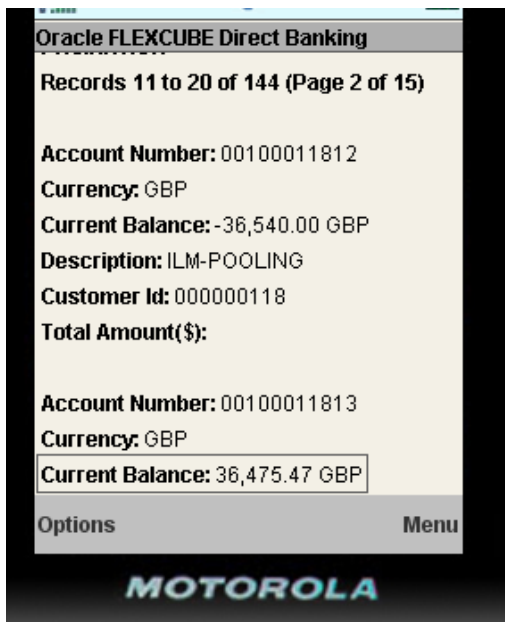 Oracle FLEXCUBE Direct Banking
Records 11 to 20 of 144 (Page 2 of 15)
Account Number: 00100011812
Currency: GBP
Current Balance: -36,540.00 GBP
Description: ILM-POOLING
Customer Id: 000000118
Total Amount($):
Account Number: 00100011813
Currency: GBP
Current Balance: 36,475.47 GBP
Options Menu
MOTOROLA